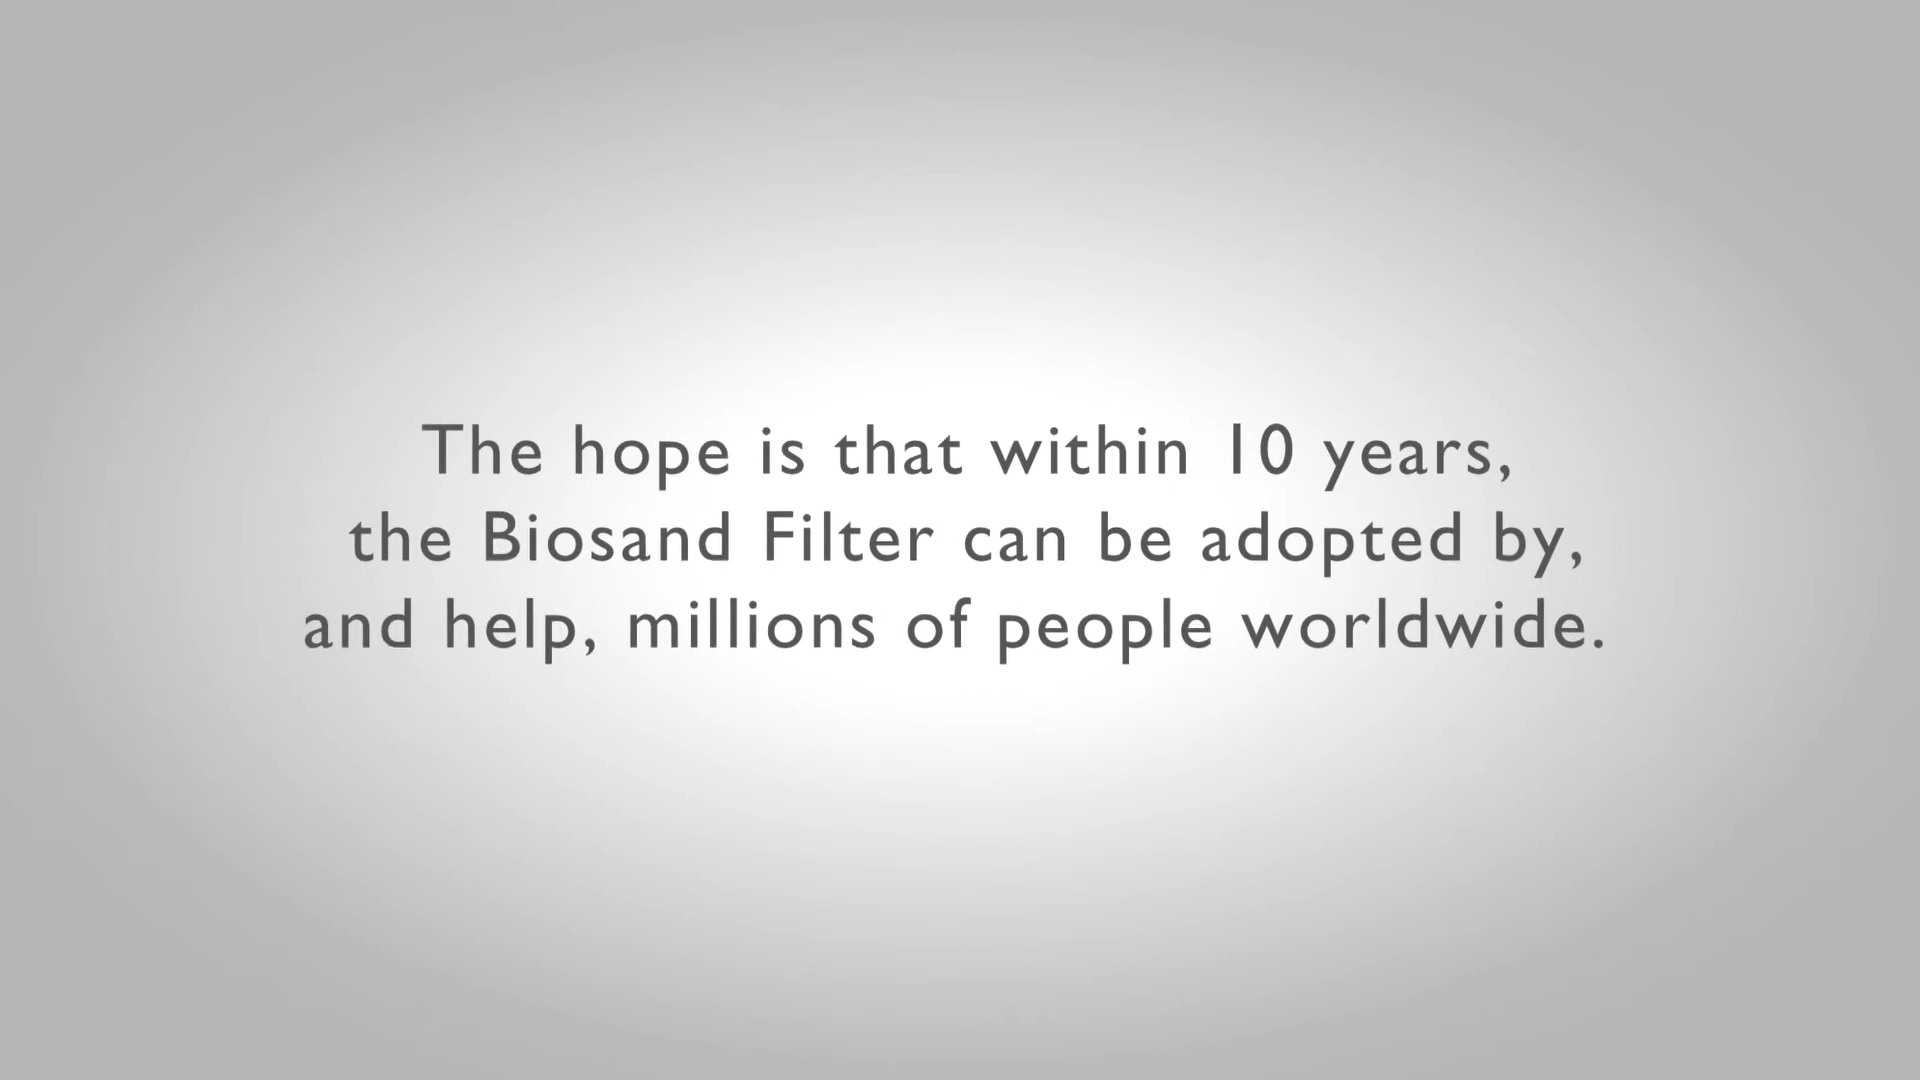 The hope is that within 10 years,
the Biosand Filter can be adopted by,
and help, millions of people worldwide.